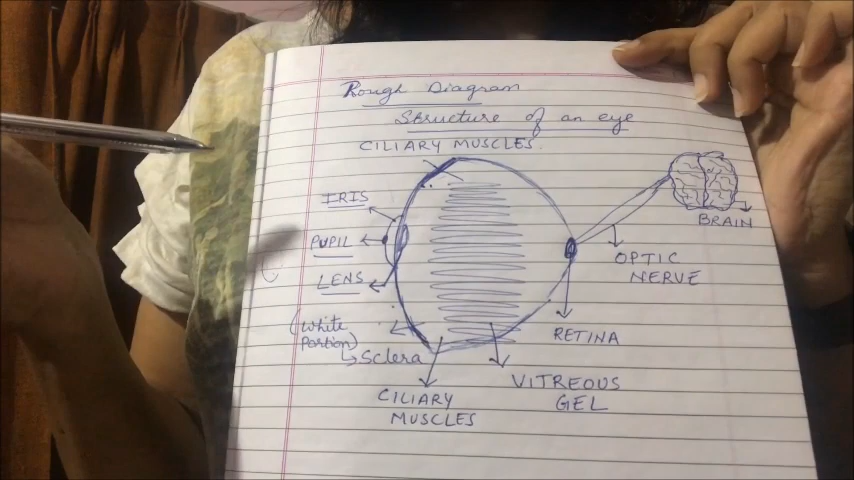 Rough Diagram
Structure of an eye
CILIARY MUSCLES
IRIS
PUPIL
LENS
(White
Portion)
Sclera
CILIARY
MUSCLES
VITREOUS
GEL
RETINA
OPTIC
NERVE
BRAIN